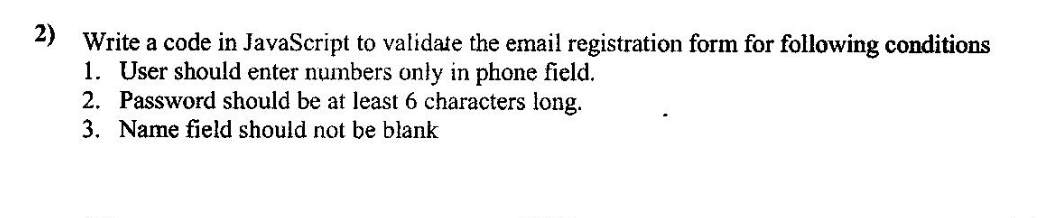 2) Write a code in JavaScript to validate the email registration form for following conditions
1. User should enter numbers only in phone field.
2. Password should be at least 6 characters long.
3. Name field should not be blank